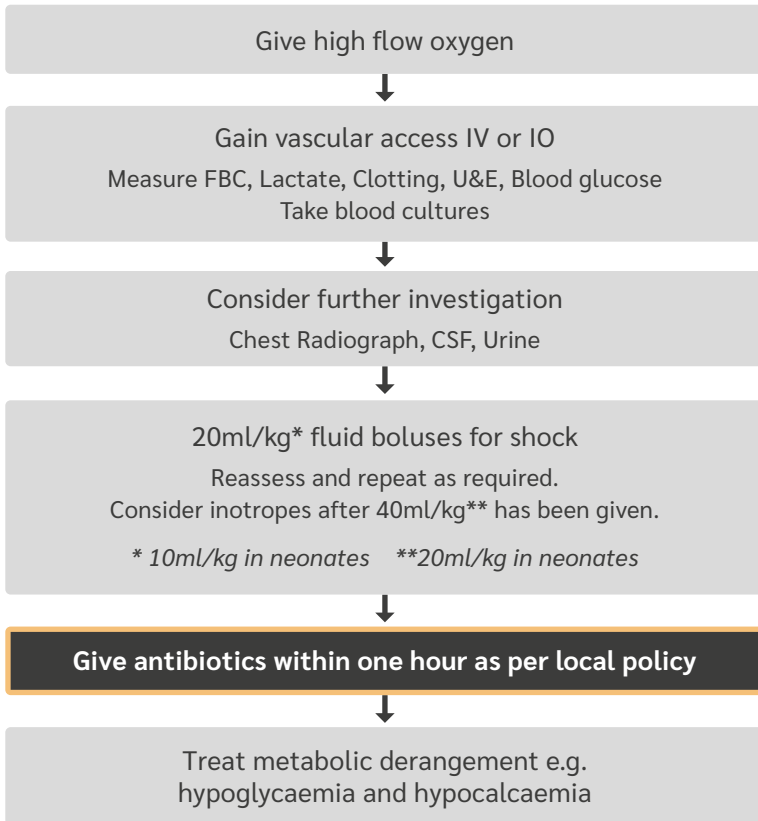 Give high flow oxygen
Gain vascular access IV or IO
Measure FBC, Lactate, Clotting, U&E, Blood glucose
Take blood cultures
Consider further investigation
Chest Radiograph, CSF, Urine
20ml/kg* fluid boluses for shock
Reassess and repeat as required.
Consider inotropes after 40ml/kg** has been given.
* 10ml/kg in neonates **20ml/kg in neonates
Give antibiotics within one hour as per local policy
Treat metabolic derangement e.g.
hypoglycaemia and hypocalcaemia